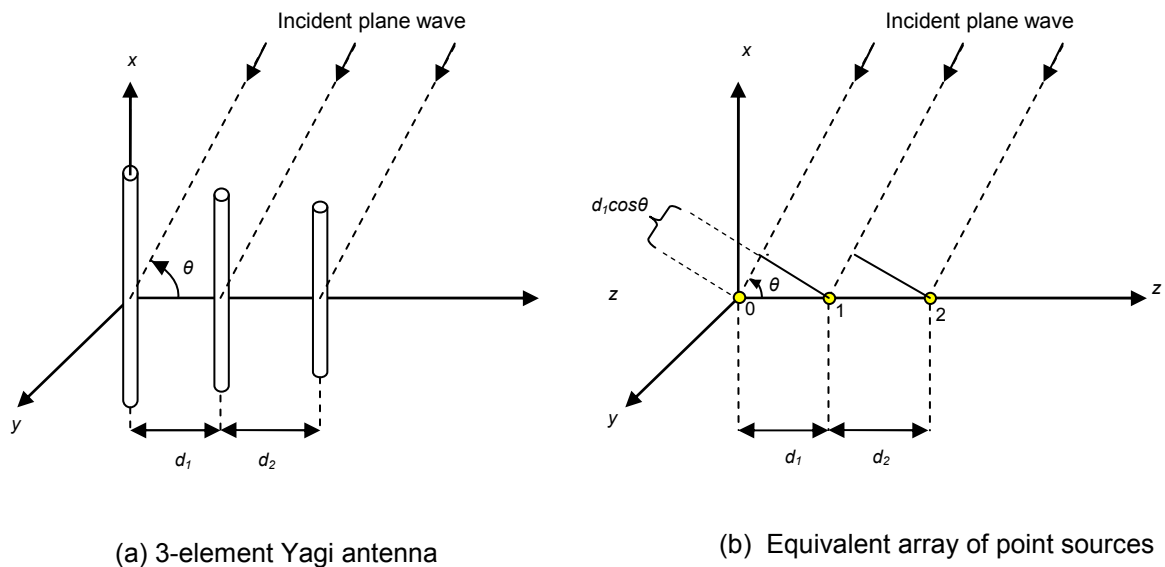 Incident plane wave
x
θ
z
y
d₁
d₂
(a) 3-element Yagi antenna
Incident plane wave
x
d₁cosθ
θ
0
1
2
z
y
d₁
d₂
(b) Equivalent array of point sources